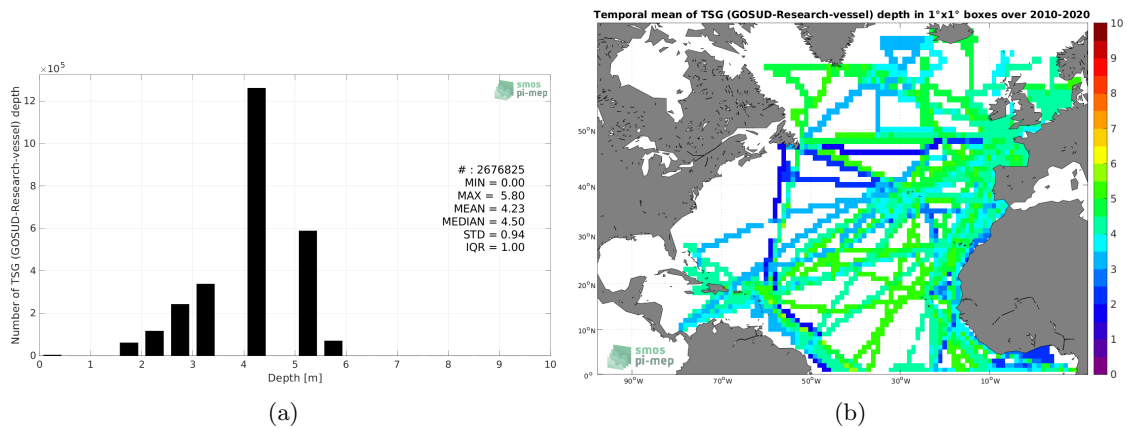 ×10⁵
12
10
8
6
4
2
0
Number of TSG (GOSUD-Research-vessel) depth
0 1 2 3 4 5 6 7 8 9 10
Depth [m]
smos
pi-mep
# : 2676825
MIN = 0.00
MAX = 5.80
MEAN = 4.23
MEDIAN = 4.50
STD = 0.94
IQR = 1.00
(a)
Temporal mean of TSG (GOSUD-Research-vessel) depth in 1°x1° boxes over 2010-2020
50°N
40°N
30°N
20°N
10°N
0°
90°W 70°W 50°W 30°W 10°W
smos
pi-mep
10
9
8
7
6
5
4
3
2
1
0
(b)